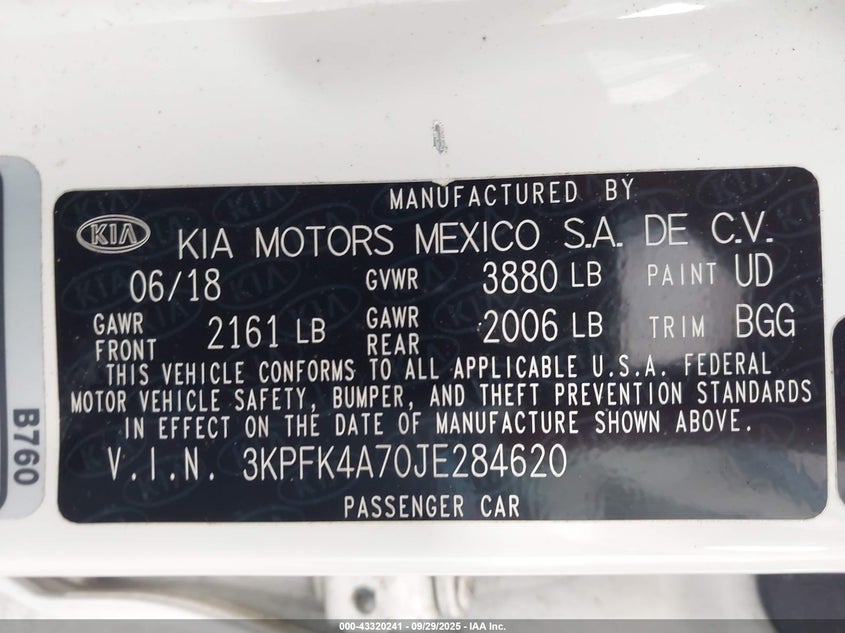 MANUFACTURED BY
KIA
KIA MOTORS MEXICO S.A. DE C.V.
06/18 GVWR 3880 LB PAINT UD
GAWR FRONT 2161 LB GAWR REAR 2006 LB TRIM BGG
THIS VEHICLE CONFORMS TO ALL APPLICABLE U.S.A. FEDERAL
MOTOR VEHICLE SAFETY, BUMPER, AND THEFT PREVENTION STANDARDS
IN EFFECT ON THE DATE OF MANUFACTURE SHOWN ABOVE.
V.I.N. 3KPFK4A70JE284620
PASSENGER CAR
B760
000-43320241 - 09/29/2025 - IAA Inc.